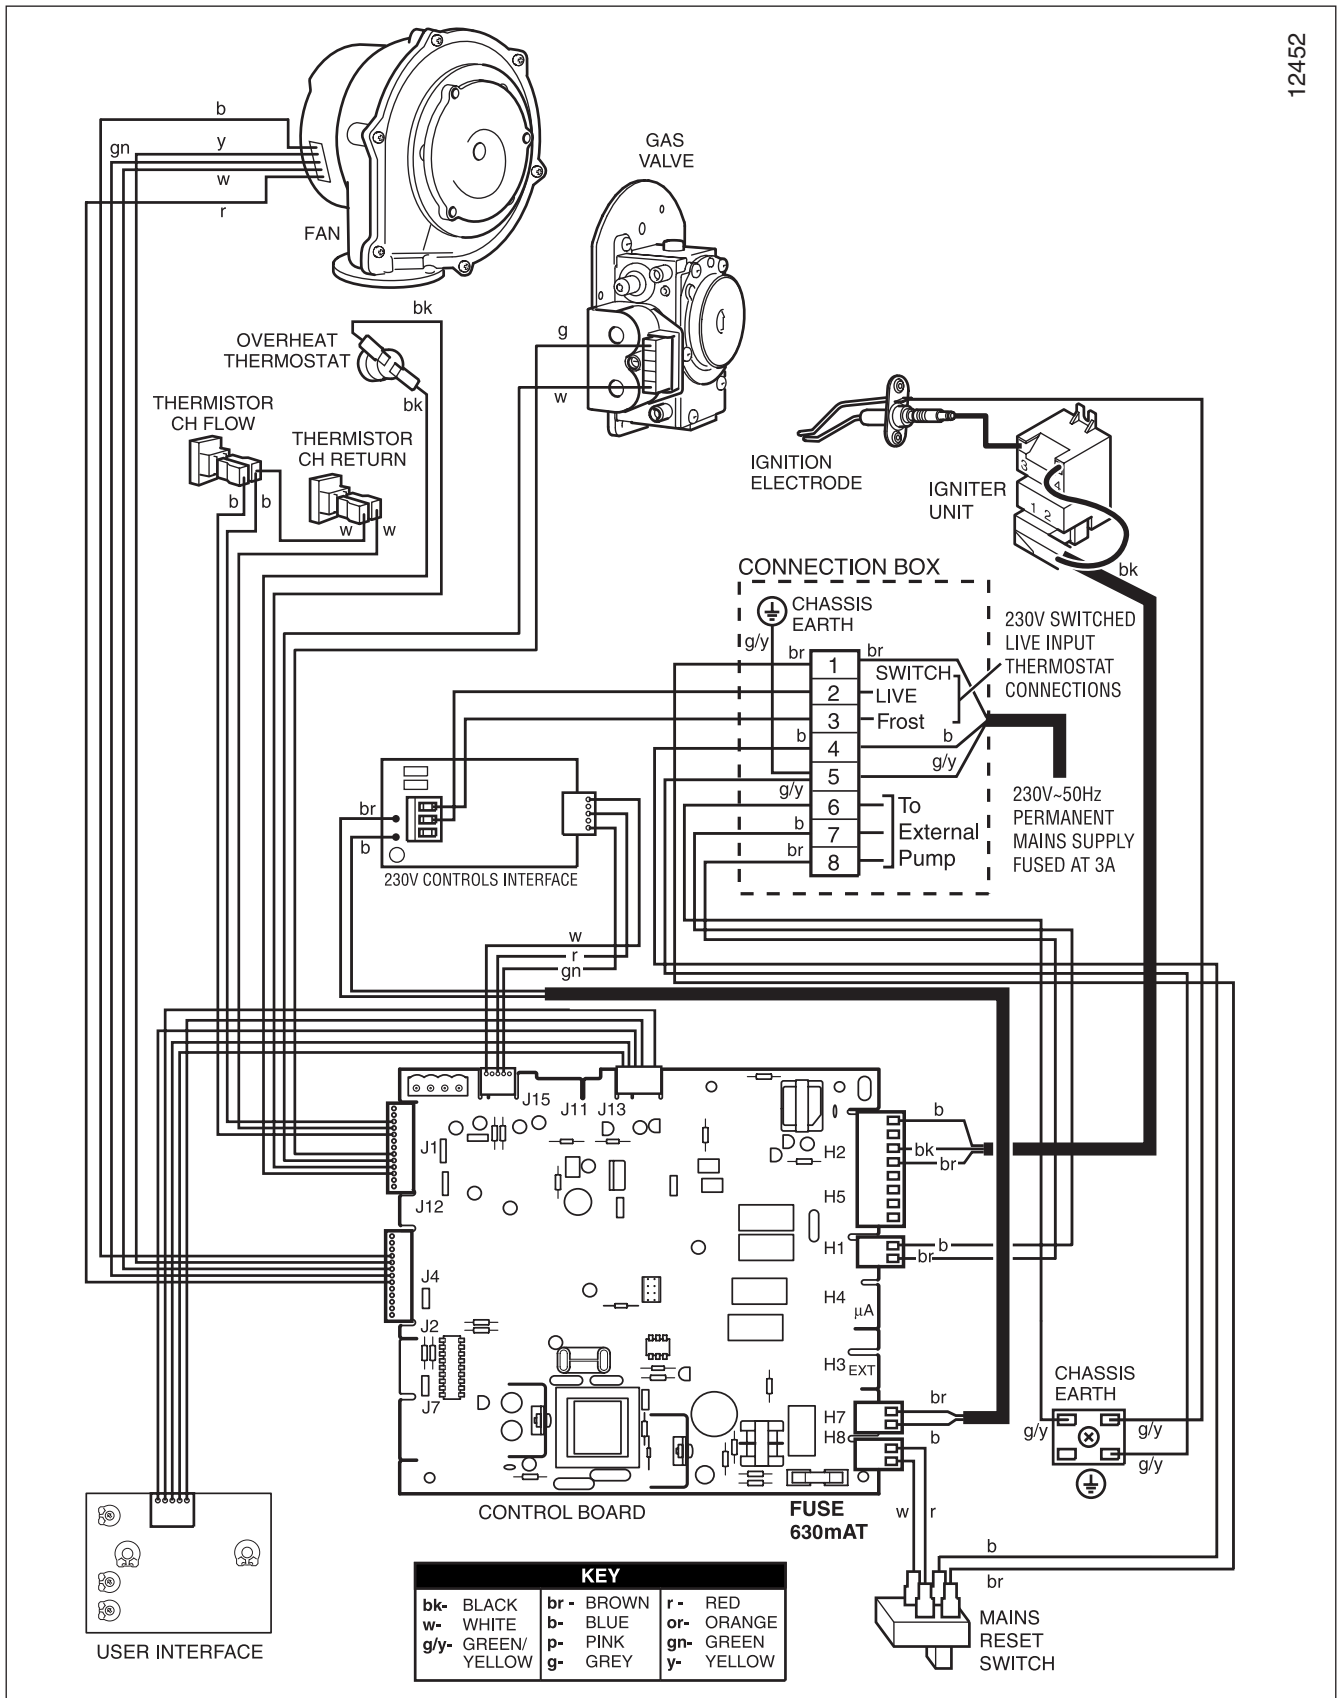 12452
b
y
gn
w
r
FAN
GAS
VALVE
bk
OVERHEAT
THERMOSTAT
bk
g
w
THERMISTOR
CH FLOW
THERMISTOR
CH RETURN
b
b
w
w
IGNITION
ELECTRODE
IGNITER
UNIT
3
4
1 2
bk
CONNECTION BOX
CHASSIS
EARTH
g/y
br
1
br
SWITCH
2
LIVE
3
Frost
b
4
b
5
g/y
g/y
6
To
b
7
External
br
8
Pump
230V SWITCHED
LIVE INPUT
THERMOSTAT
CONNECTIONS
230V~50Hz
PERMANENT
MAINS SUPPLY
FUSED AT 3A
br
b
230V CONTROLS INTERFACE
w
r
gn
J15
J11
J13
J1
J12
J4
J2
J7
H2
H5
H1
H4
µA
H3
EXT
H7
H8
b
bk
br
b
br
br
b
CHASSIS
EARTH
g/y
g/y
g/y
CONTROL BOARD
FUSE
630mAT
w
r
b
br
MAINS
RESET
SWITCH
USER INTERFACE
KEY
bk- BLACK
w- WHITE
g/y- GREEN/
YELLOW
br - BROWN
b- BLUE
p- PINK
g- GREY
r - RED
or- ORANGE
gn- GREEN
y- YELLOW